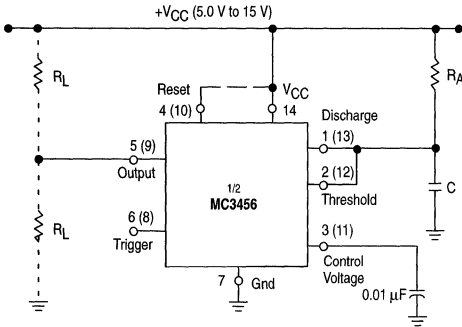 +VCC (5.0 V to 15 V)
RL
Reset
4 (10)
VCC
14
RA
Discharge
1 (13)
5 (9)
Output
2 (12)
Threshold
C
1/2
MC3456
RL
6 (8)
Trigger
3 (11)
Control
Voltage
7
Gnd
0.01 µF